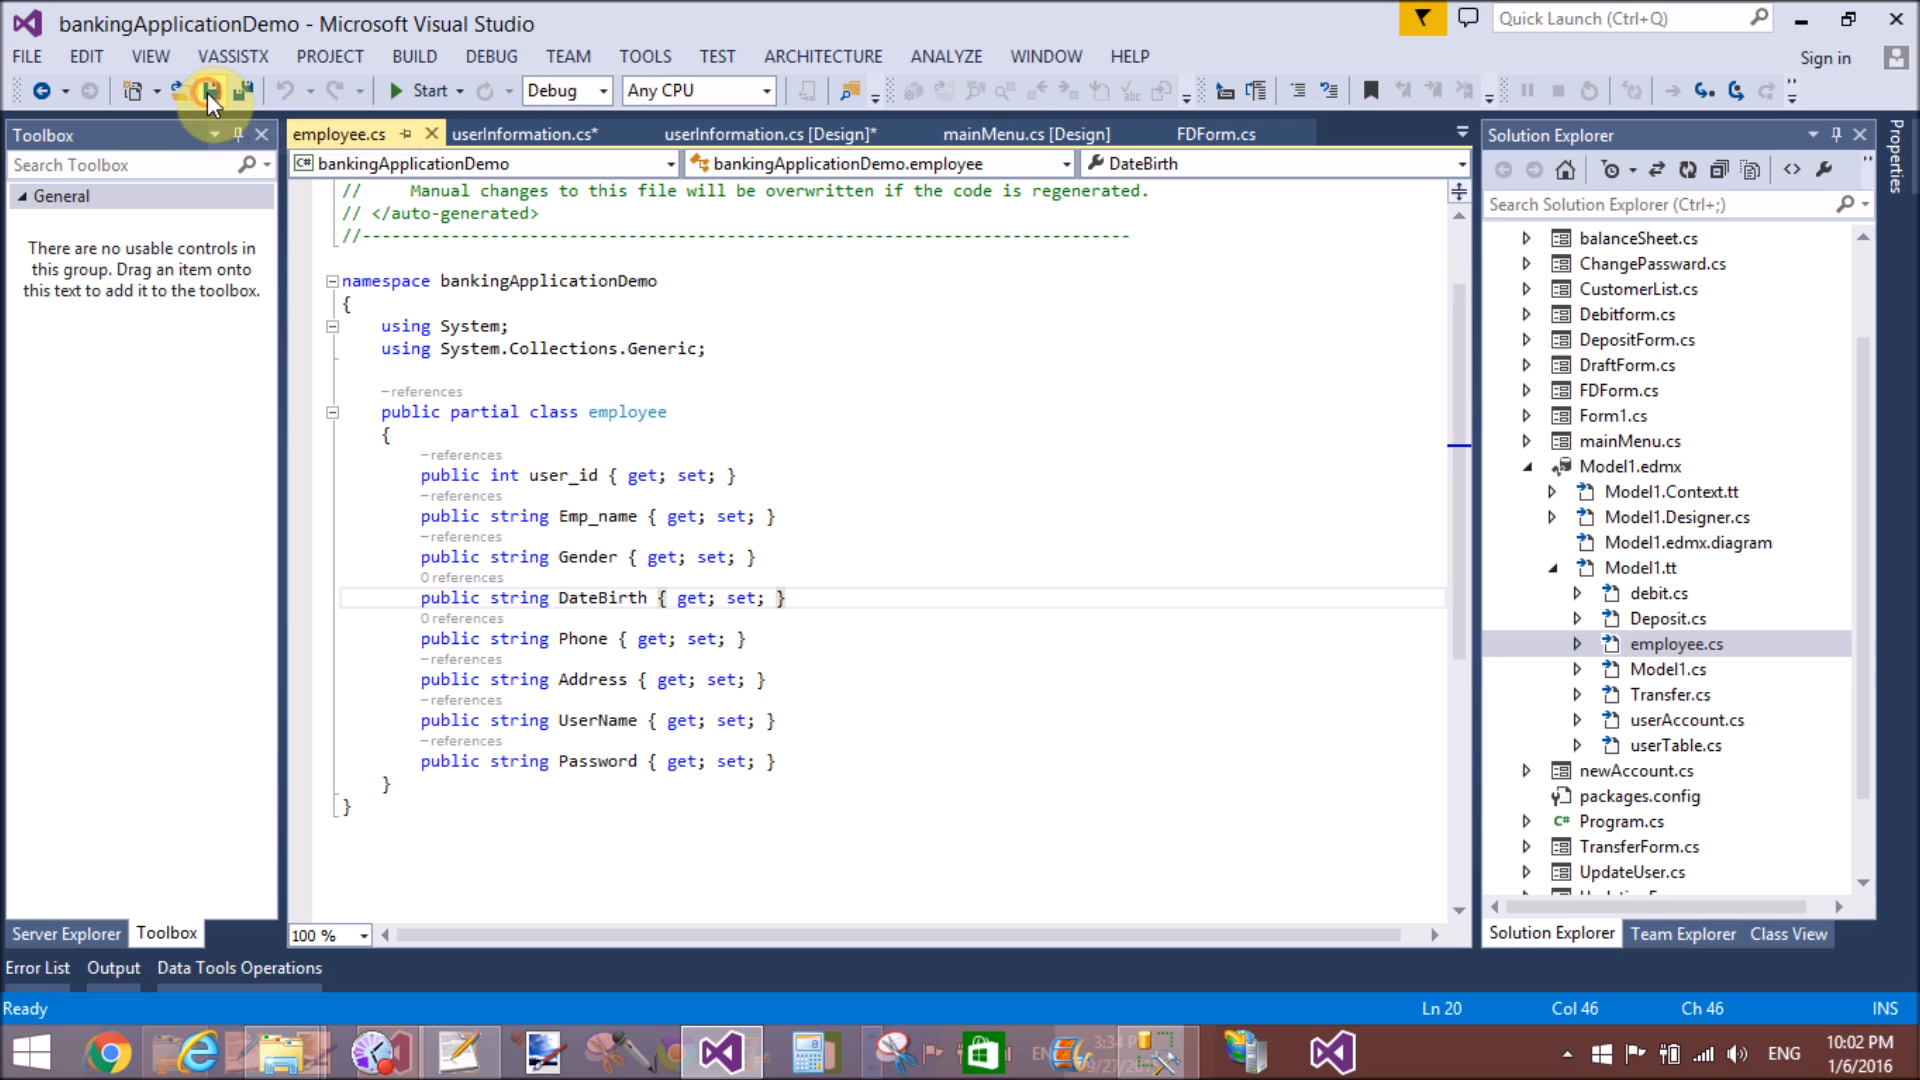 bankingApplicationDemo - Microsoft Visual Studio
Quick Launch (Ctrl+Q)
FILE EDIT VIEW VASSISTX PROJECT BUILD DEBUG TEAM TOOLS TEST ARCHITECTURE ANALYZE WINDOW HELP
Sign in
Start Debug Any CPU
Toolbox
employee.cs userInformation.cs* userInformation.cs [Design]* mainMenu.cs [Design] FDForm.cs
Solution Explorer
Properties
Search Toolbox
bankingApplicationDemo bankingApplicationDemo.employee DateBirth
General
There are no usable controls in
this group. Drag an item onto
this text to add it to the toolbox.
// Manual changes to this file will be overwritten if the code is regenerated.
// </auto-generated>
//------------------------------------------------------------------------------
namespace bankingApplicationDemo
{
using System;
using System.Collections.Generic;
– references
public partial class employee
{
– references
public int user_id { get; set; }
– references
public string Emp_name { get; set; }
– references
public string Gender { get; set; }
0 references
public string DateBirth { get; set; }
0 references
public string Phone { get; set; }
– references
public string Address { get; set; }
– references
public string UserName { get; set; }
– references
public string Password { get; set; }
}
}
100 %
Search Solution Explorer (Ctrl+;)
balanceSheet.cs
ChangePassward.cs
CustomerList.cs
Debitform.cs
DepositForm.cs
DraftForm.cs
FDForm.cs
Form1.cs
mainMenu.cs
Model1.edmx
Model1.Context.tt
Model1.Designer.cs
Model1.edmx.diagram
Model1.tt
debit.cs
Deposit.cs
employee.cs
Model1.cs
Transfer.cs
userAccount.cs
userTable.cs
newAccount.cs
packages.config
Program.cs
TransferForm.cs
UpdateUser.cs
Server Explorer Toolbox
Solution Explorer Team Explorer Class View
Error List Output Data Tools Operations
Ready
Ln 20 Col 46 Ch 46 INS
ENG
10:02 PM
1/6/2016